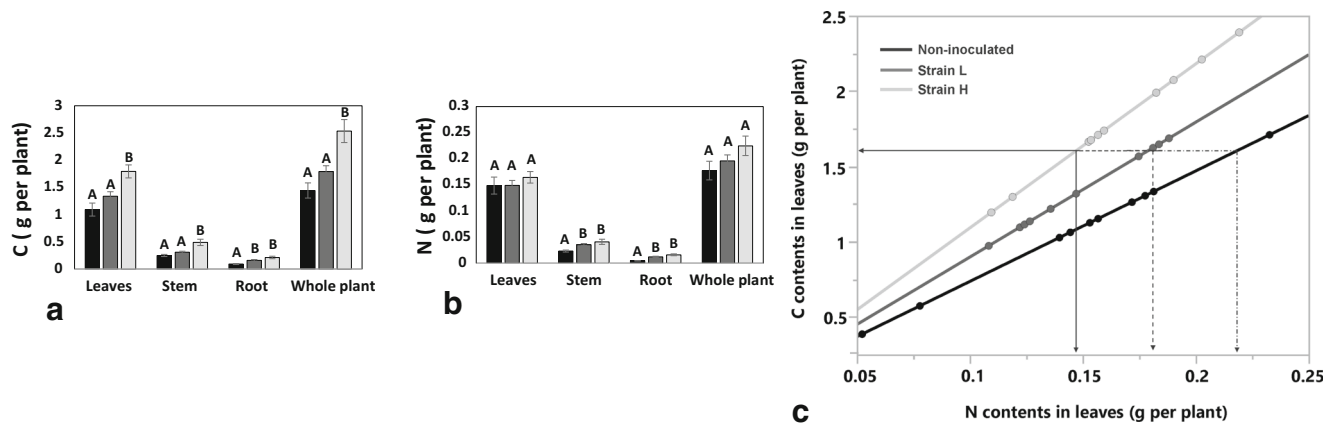 C ( g per plant)
3
2.5
2
1.5
1
0.5
0
A A B
A A B
A B B
A A B
Leaves Stem Root Whole plant
a
N ( g per plant)
0.3
0.25
0.2
0.15
0.1
0.05
0
A A A
A B B
A B B
A A A
Leaves Stem Root Whole plant
b
C contents in leaves (g per plant)
2.5
2
1.5
1
0.5
Non-inoculated
Strain L
Strain H
0.05 0.1 0.15 0.2 0.25
N contents in leaves (g per plant)
c